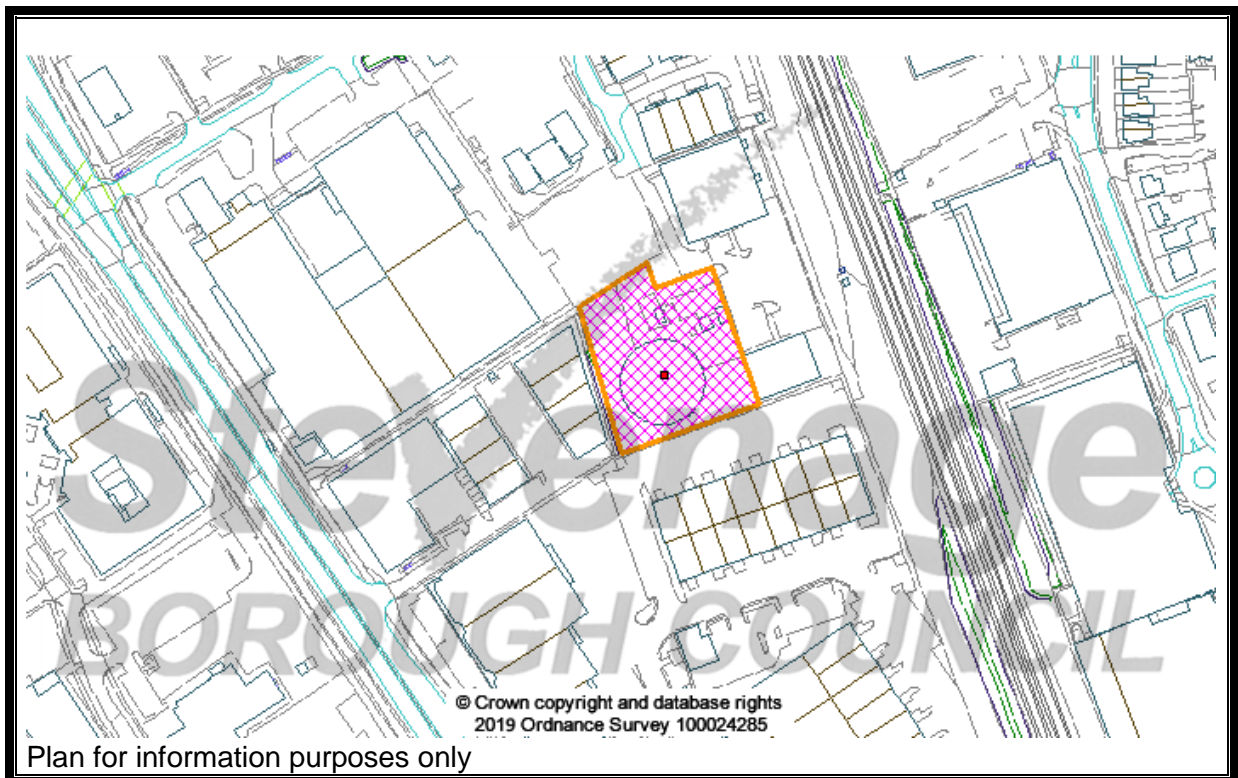 Stevenage
BOROUGH COUNCIL
© Crown copyright and database rights
2019 Ordnance Survey 100024285
Plan for information purposes only